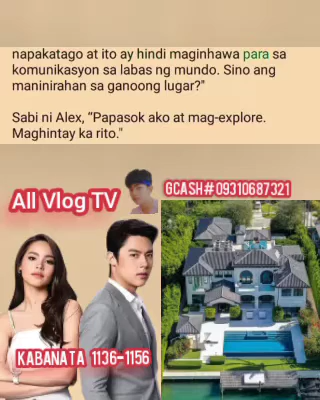 napakatago at ito ay hindi maginhawa para sa
komunikasyon sa labas ng mundo. Sino ang
maninirahan sa ganoong lugar?"
Sabi ni Alex, “Papasok ako at mag-explore.
Maghintay ka rito."
All Vlog TV
GCASH#09310687321
KABANATA 1136-1156